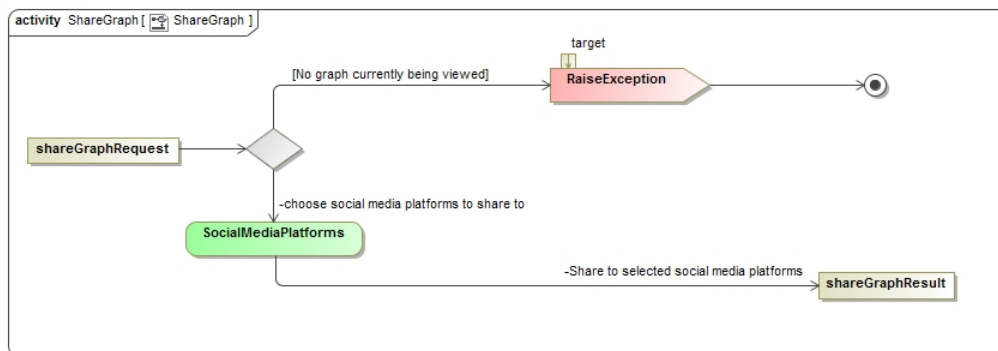 activity ShareGraph [ ShareGraph ]
target
[No graph currently being viewed]
RaiseException
shareGraphRequest
-choose social media platforms to share to
SocialMediaPlatforms
-Share to selected social media platforms
shareGraphResult